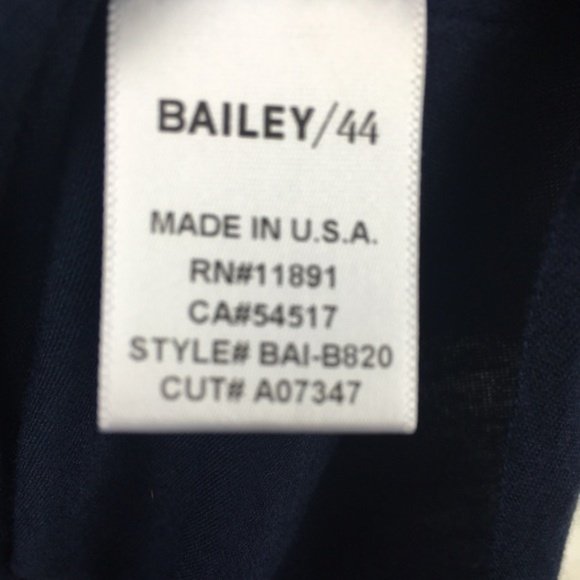 BAILEY/44
MADE IN U.S.A.
RN#11891
CA#54517
STYLE# BAI-B820
CUT# A07347